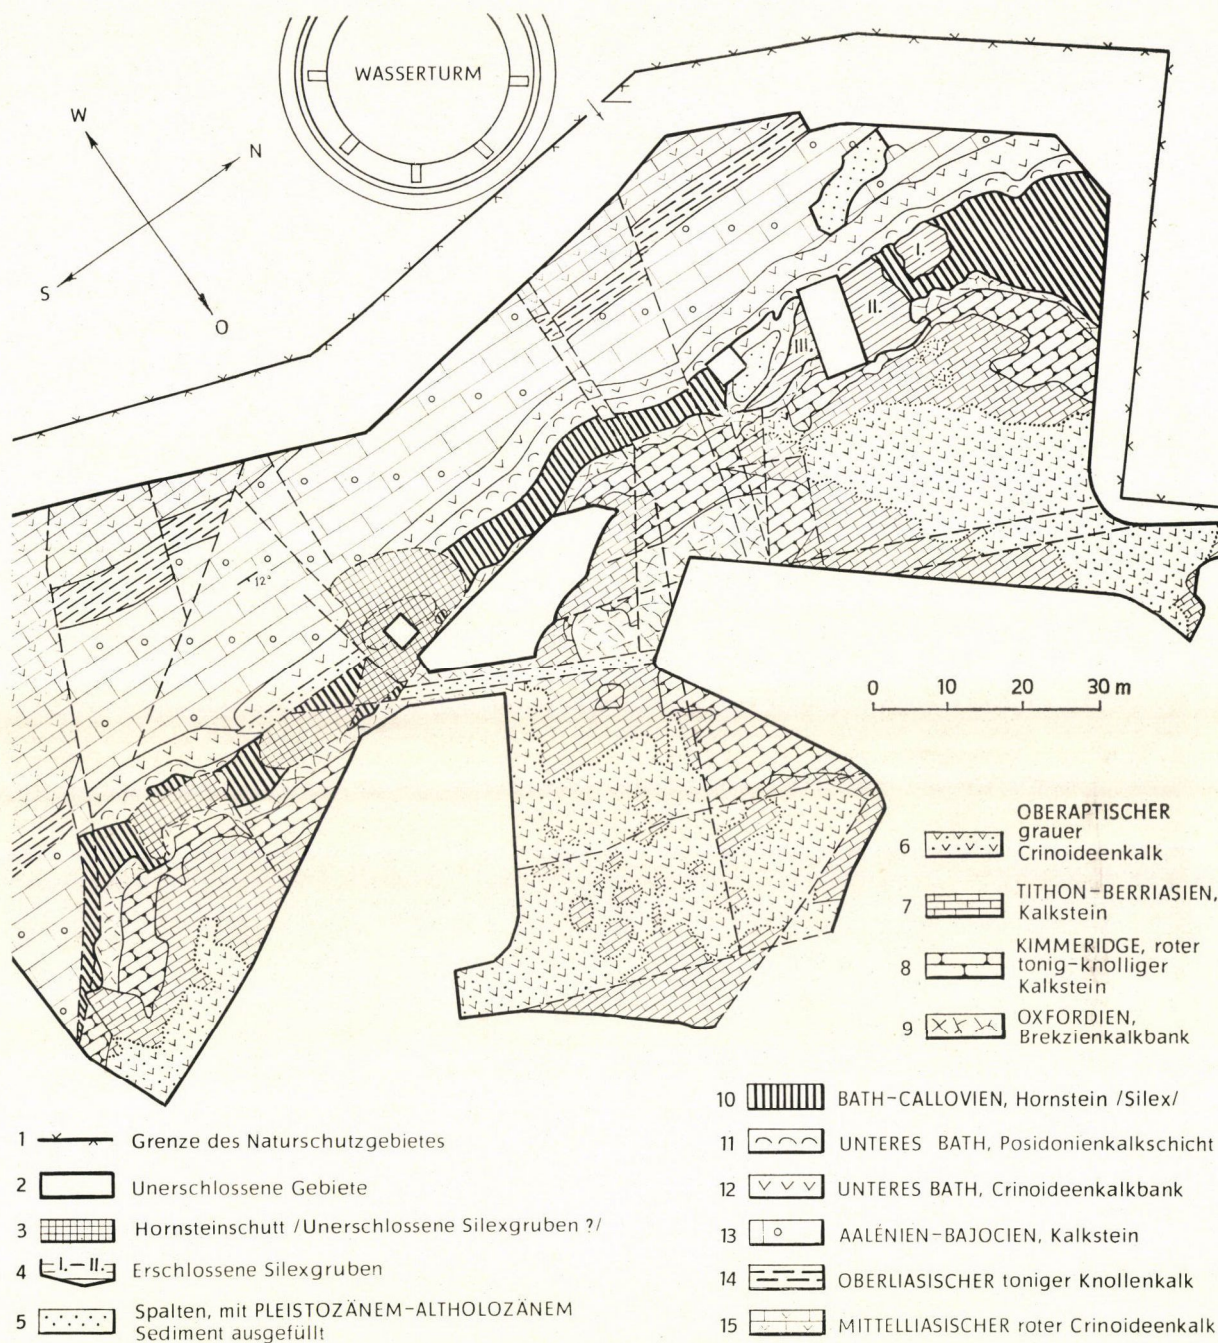 WASSERTURM
W
N
S
O
I.
II.
III.
12°
0 10 20 30 m
6 OBERAPTISCHER
grauer
Crinoideenkalk
7 TITHON-BERRIASIEN,
Kalkstein
8 KIMMERIDGE, roter
tonig-knolliger
Kalkstein
9 OXFORDIEN,
Brekzienkalkbank
1 Grenze des Naturschutzgebietes
2 Unerschlossene Gebiete
3 Hornsteinschutt /Unerschlossene Silexgruben ?/
4 I.-II. Erschlossene Silexgruben
5 Spalten, mit PLEISTOZÄNEM-ALTHOLOZÄNEM
Sediment ausgefüllt
10 BATH-CALLOVIEN, Hornstein /Silex/
11 UNTERES BATH, Posidonienkalkschicht
12 UNTERES BATH, Crinoideenkalkbank
13 AALÉNIEN-BAJOCIEN, Kalkstein
14 OBERLIASISCHER toniger Knollenkalk
15 MITTELLIASISCHER roter Crinoideenkalk